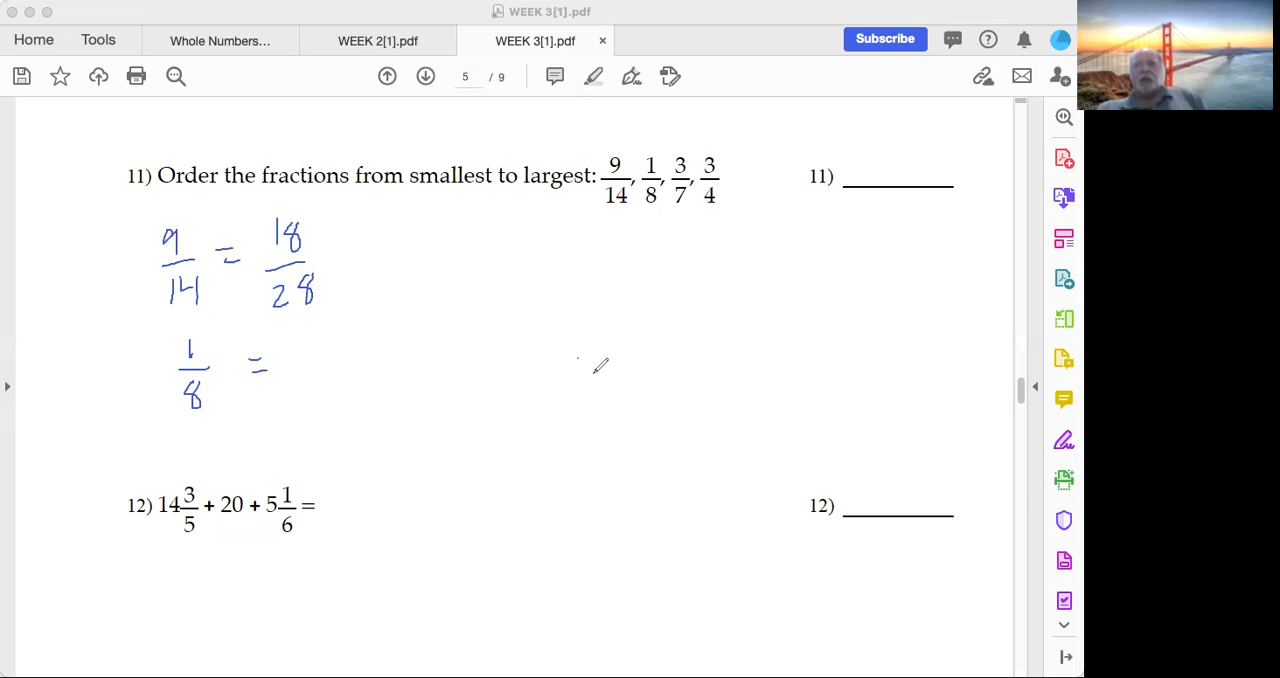 WEEK 3[1].pdf
Home Tools Whole Numbers... WEEK 2[1].pdf WEEK 3[1].pdf × Subscribe
5 / 9
11) Order the fractions from smallest to largest: 9/14, 1/8, 3/7, 3/4 11) ________
9/14 = 18/28
1/8 =
12) 14 3/5 + 20 + 5 1/6 = 12) ________